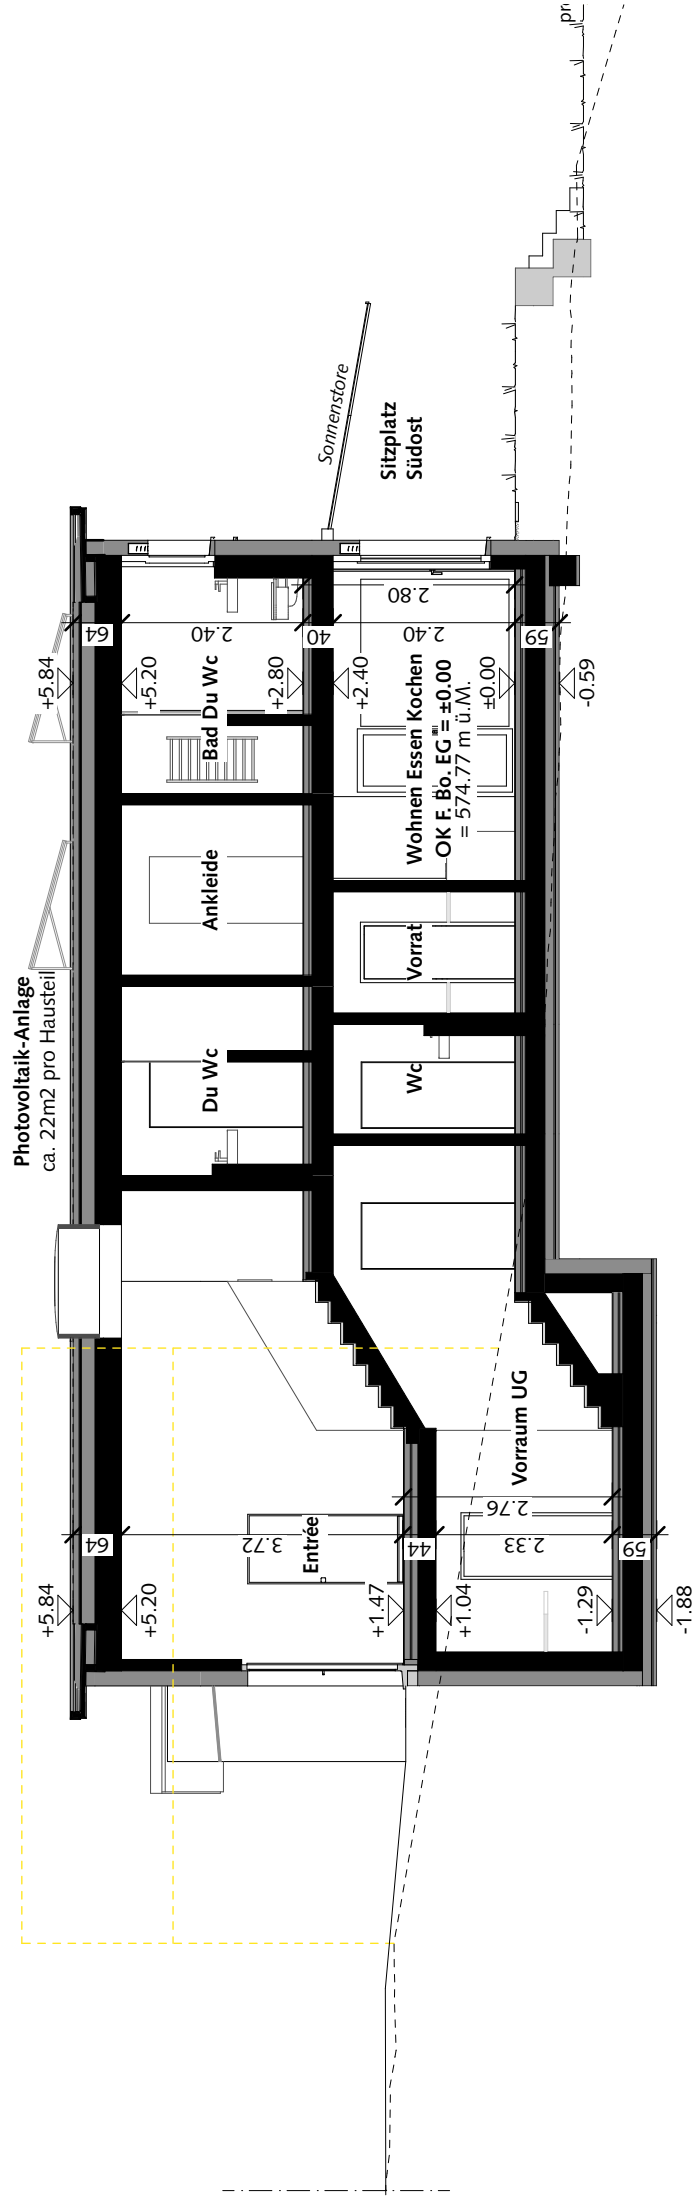 Photovoltaik-Anlage
ca. 22m2 pro Hausteil
+5.84
+5.84
64
64
+5.20
+5.20
Du Wc
Ankleide
Bad Du Wc
2.40
Sonnenstore
3.72
Entrée
+2.80
40
+2.40
Sitzplatz
Südost
Wc
Vorrat
Wohnen Essen Kochen
OK F. Bo. EG = ±0.00
= 574.77 m ü.M.
2.40
2.80
+1.47
44
+1.04
±0.00
59
-0.59
Vorraum UG
2.76
2.33
-1.29
59
-1.88
pr